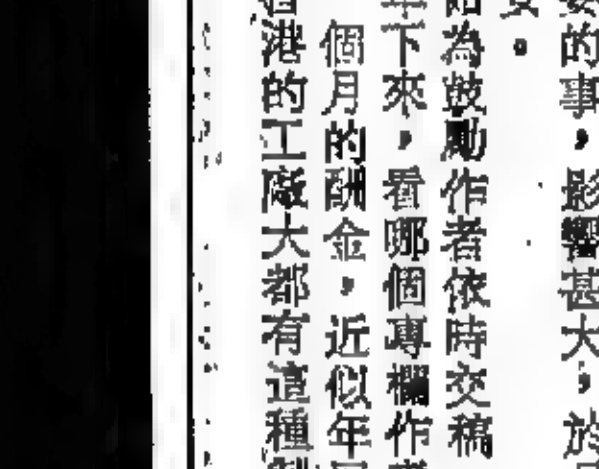 的事，影響甚大，於
。
為鼓勵作者依時交稿
下來，看哪個專欄作
個月的酬金，近似年
港的工廠大都有這種